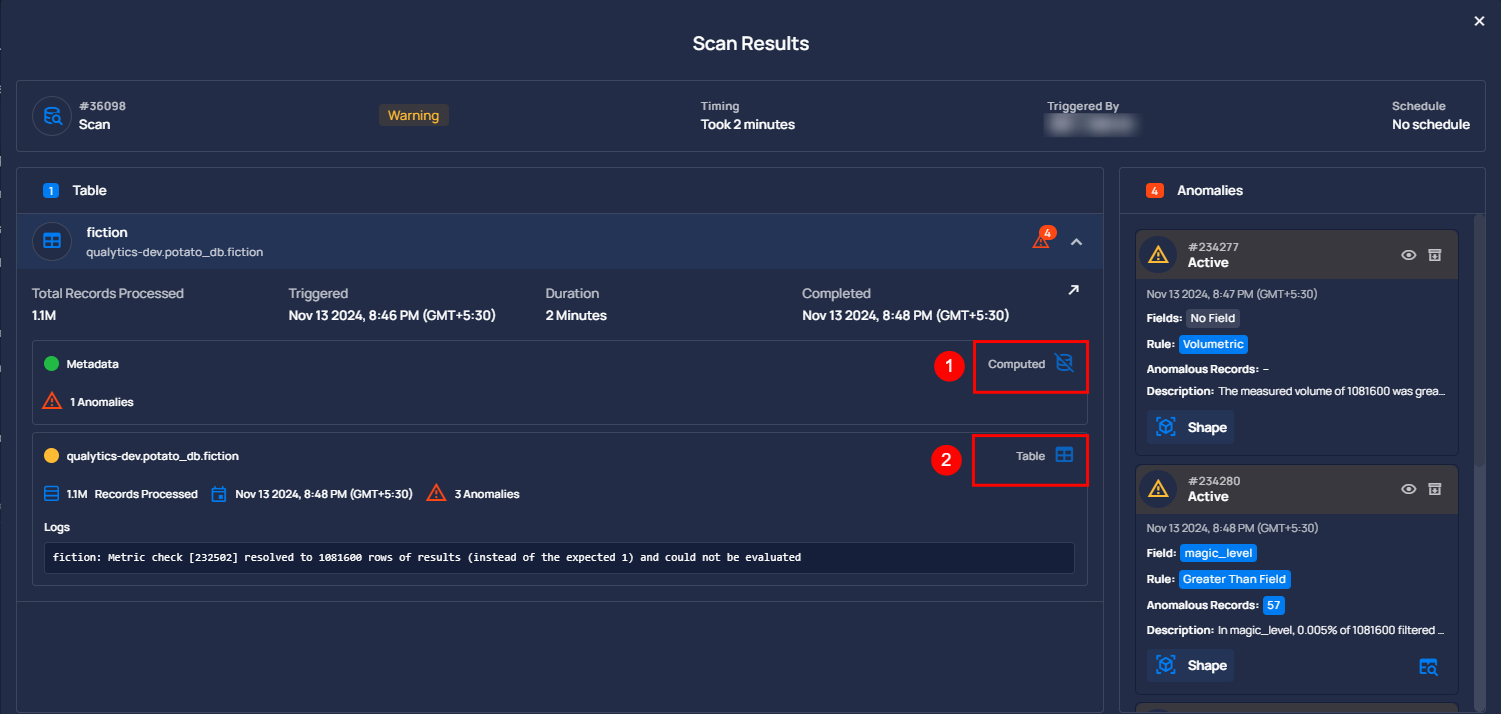 Scan Results
#36098
Scan
Warning
Timing
Took 2 minutes
Triggered By
Schedule
No schedule
1 Table
fiction
qualytics-dev.potato_db.fiction
4
Total Records Processed
1.1M
Triggered
Nov 13 2024, 8:46 PM (GMT+5:30)
Duration
2 Minutes
Completed
Nov 13 2024, 8:48 PM (GMT+5:30)
Metadata
1 Computed
1 Anomalies
qualytics-dev.potato_db.fiction
2 Table
1.1M Records Processed Nov 13 2024, 8:48 PM (GMT+5:30) 3 Anomalies
Logs
fiction: Metric check [232502] resolved to 1081600 rows of results (instead of the expected 1) and could not be evaluated
4 Anomalies
#234277
Active
Nov 13 2024, 8:47 PM (GMT+5:30)
Fields: No Field
Rule: Volumetric
Anomalous Records: –
Description: The measured volume of 1081600 was grea...
Shape
#234280
Active
Nov 13 2024, 8:48 PM (GMT+5:30)
Field: magic_level
Rule: Greater Than Field
Anomalous Records: 57
Description: In magic_level, 0.005% of 1081600 filtered ...
Shape